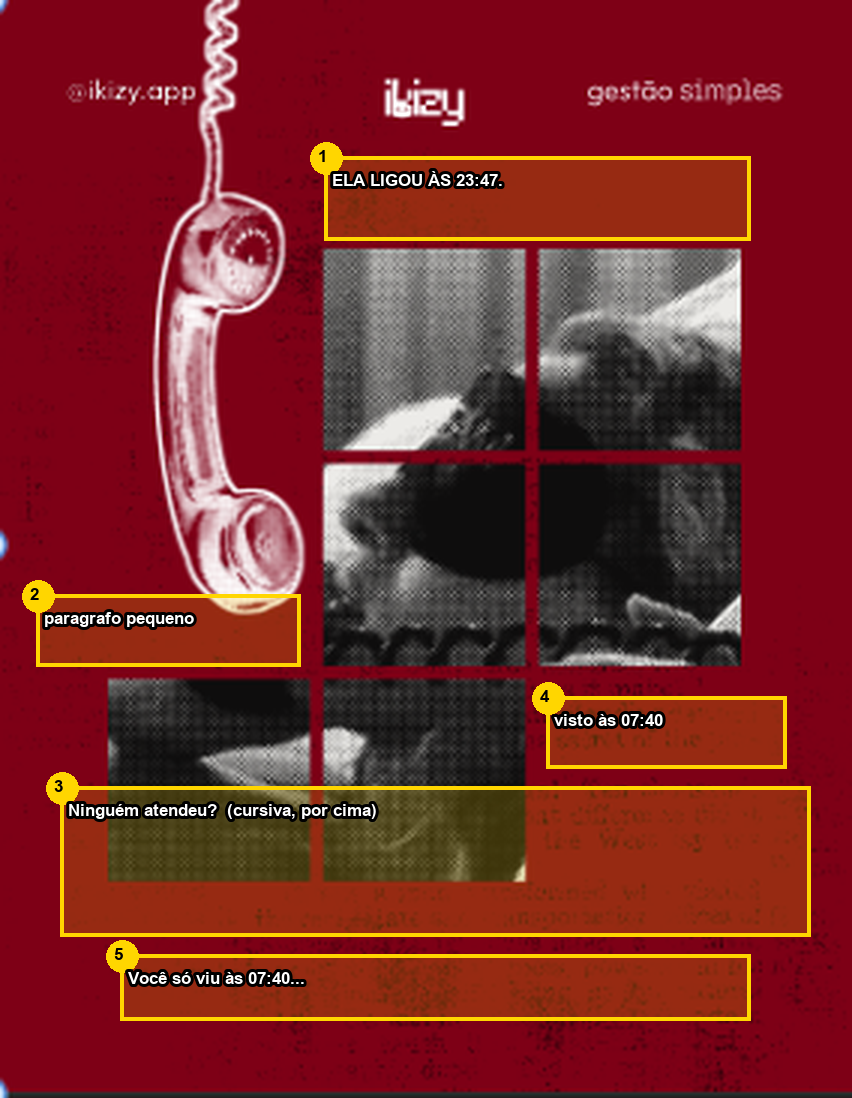 @ikizy.app
ikizy
gestão simples
1
ELA LIGOU ÀS 23:47.
2
paragrafo pequeno
4
visto às 07:40
3
Ninguém atendeu? (cursiva, por cima)
5
Você só viu às 07:40...